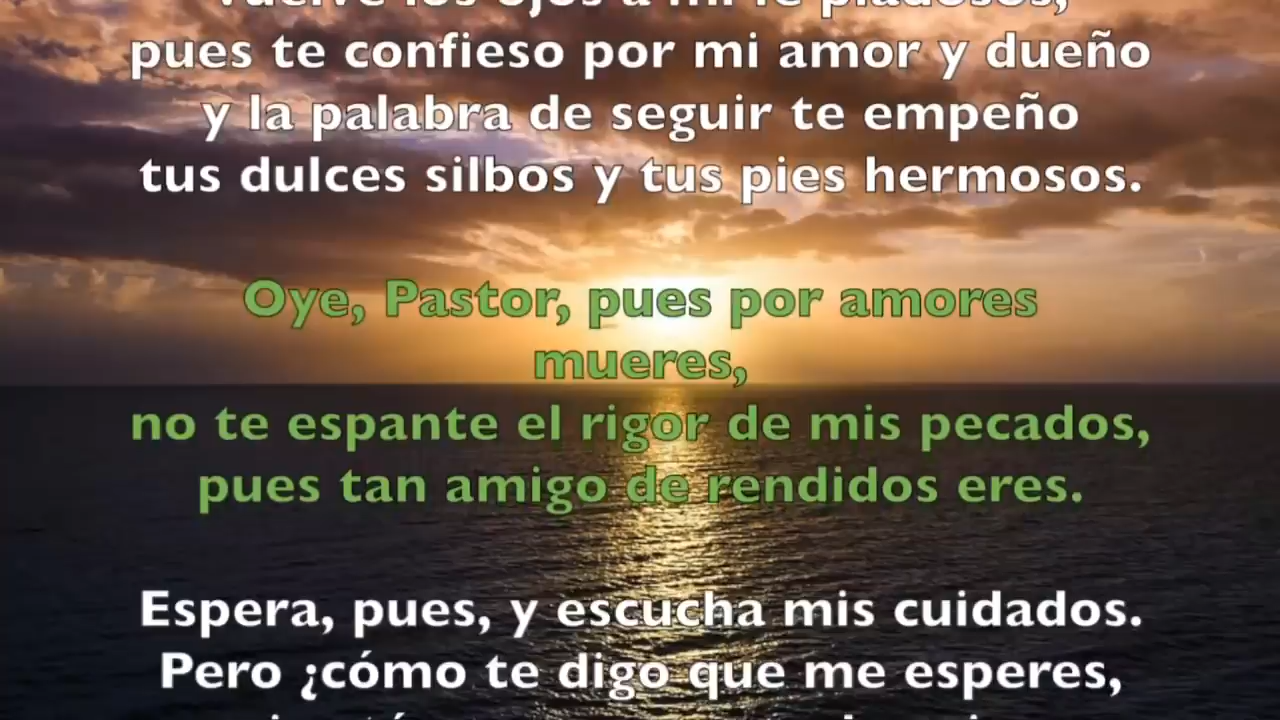 vuelve los ojos a mi fe piadosos,
pues te confieso por mi amor y dueño
y la palabra de seguir te empeño
tus dulces silbos y tus pies hermosos.
Oye, Pastor, pues por amores
mueres,
no te espante el rigor de mis pecados,
pues tan amigo de rendidos eres.
Espera, pues, y escucha mis cuidados.
Pero ¿cómo te digo que me esperes,